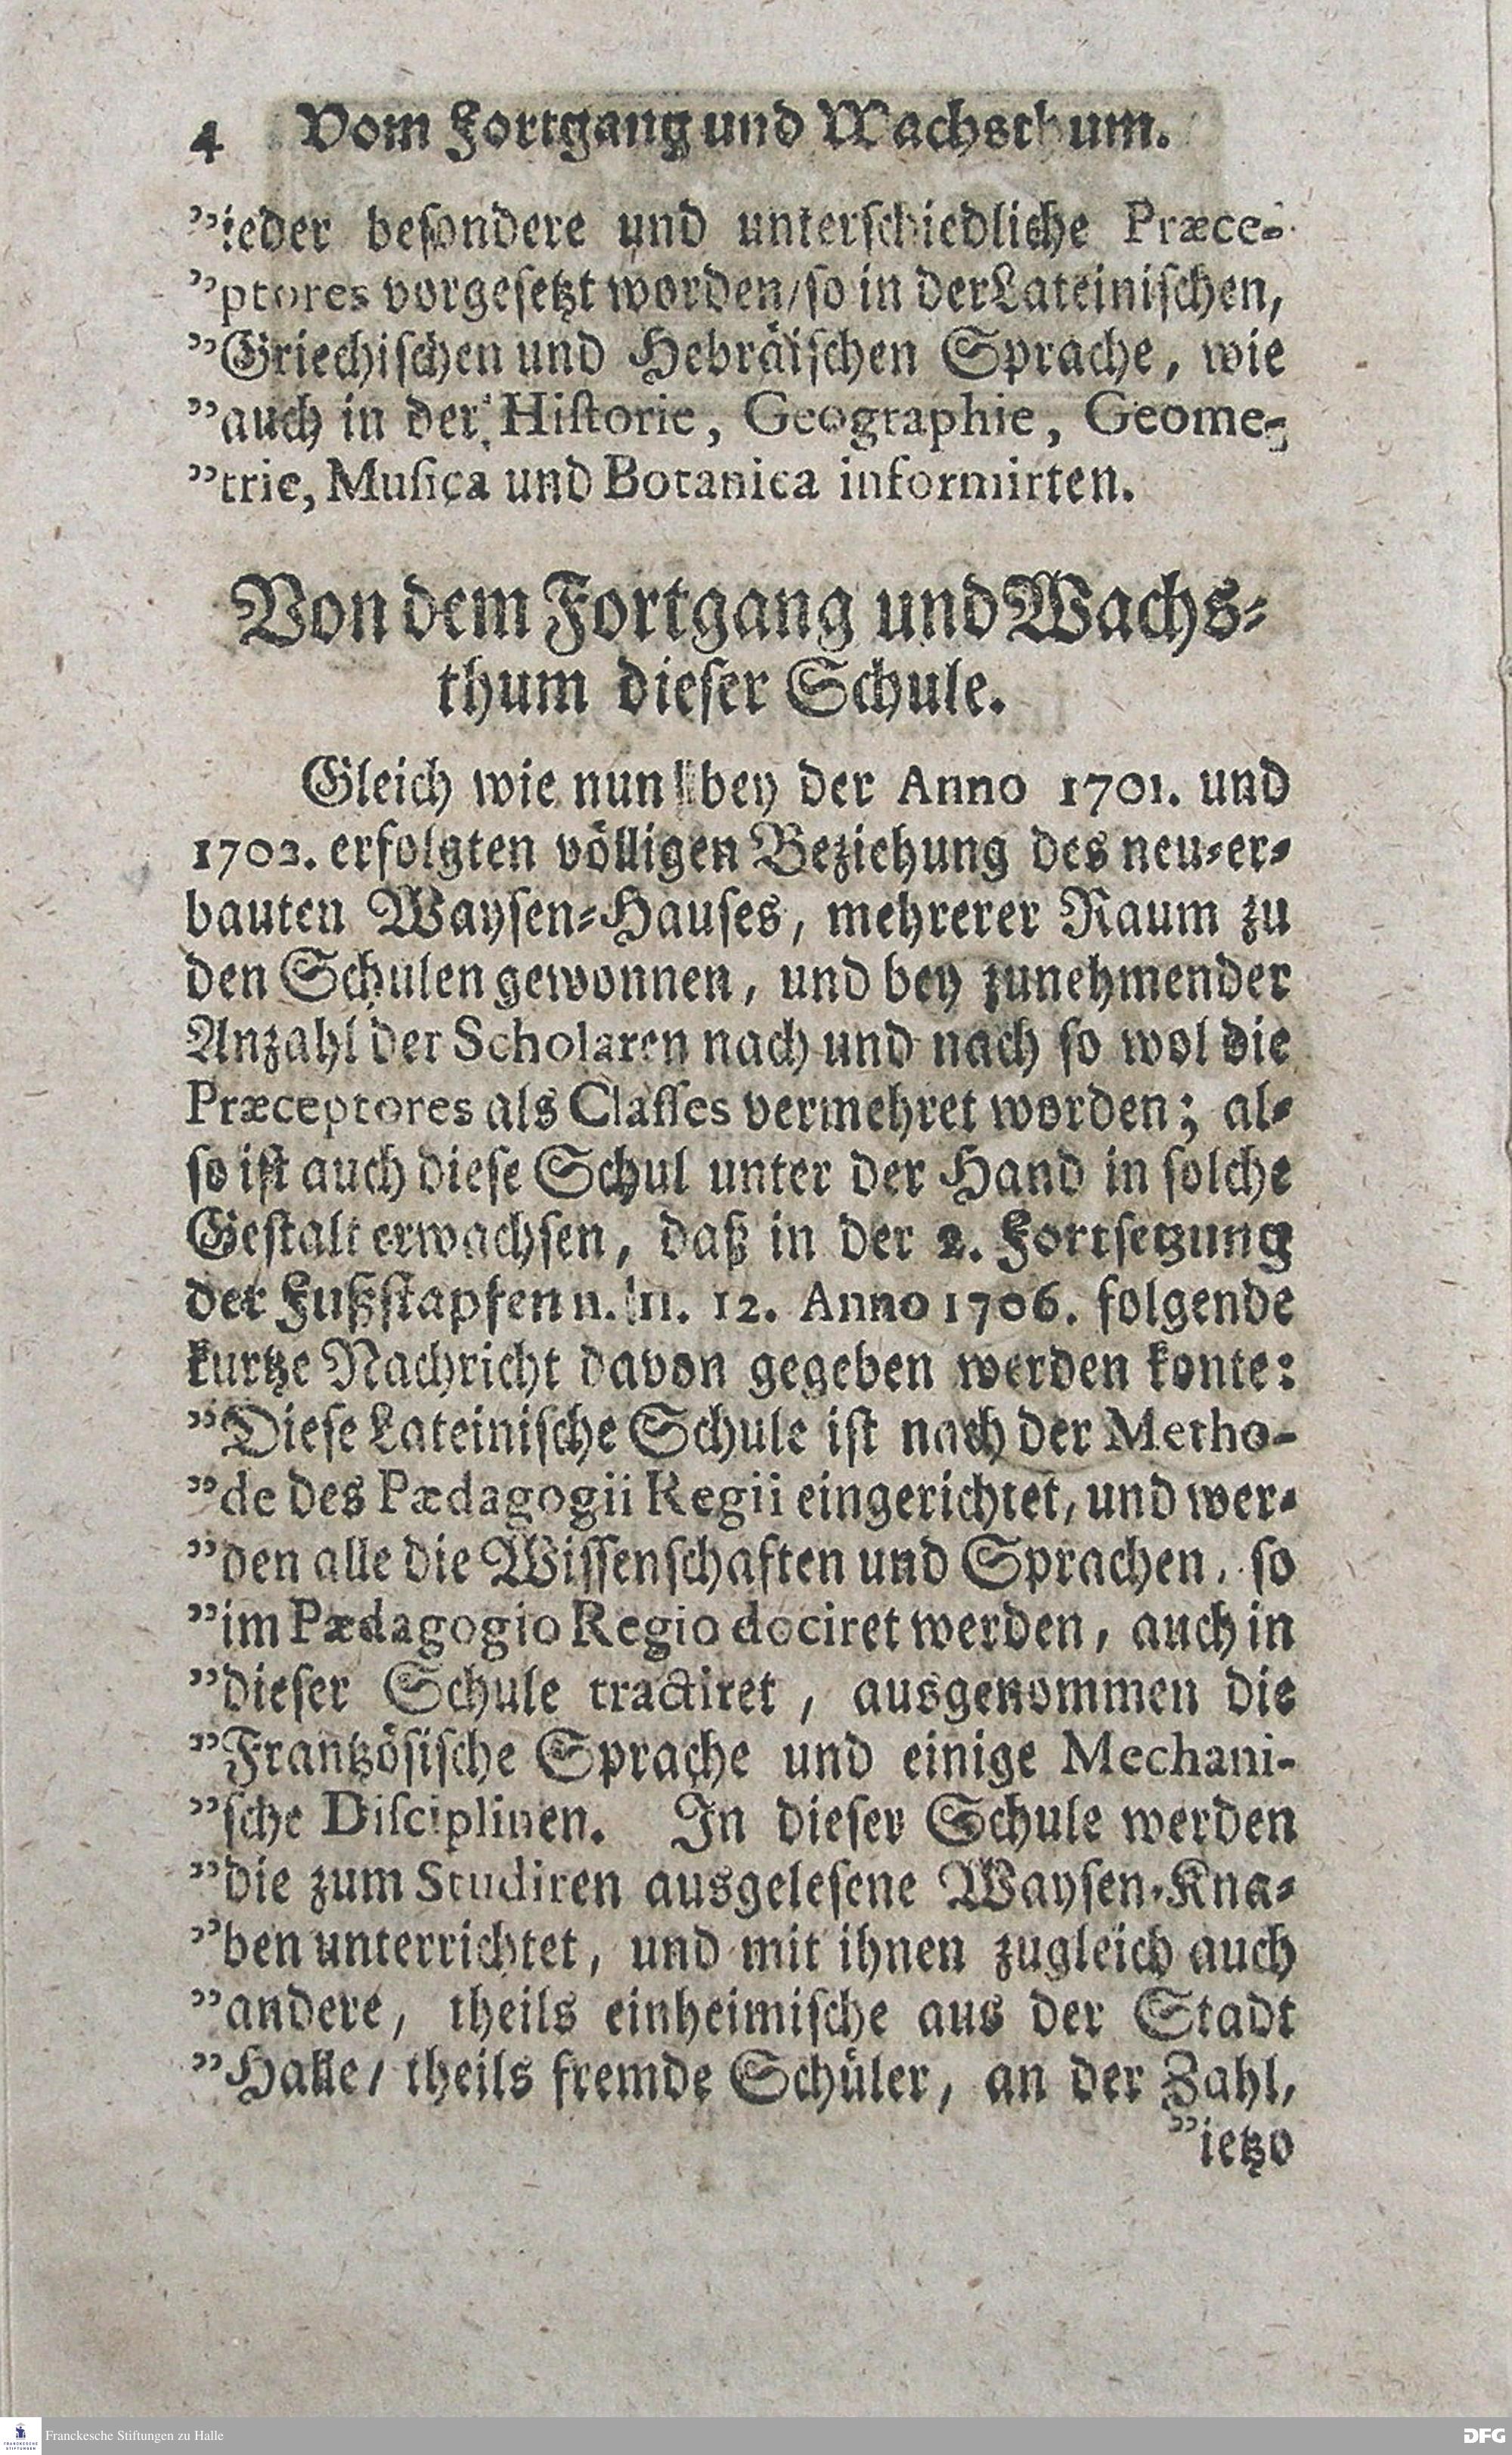 4 Vom Fortgang und Wachsthum.
”ieder besondere und unterschiedliche Præce-
”ptores vorgesetzt worden/ so in der Lateinischen,
”Griechischen und Hebräischen Sprache, wie
”auch in der Historie, Geographie, Geome-
”trie, Musica und Botanica informirten.
Von dem Fortgang und Wachs-
thum dieser Schule.
Gleich wie nun bey der Anno 1701. und
1702. erfolgten völligen Beziehung des neu-er-
bauten Waysen-Hauses, mehrerer Raum zu
den Schulen gewonnen, und bey zunehmender
Anzahl der Scholaren nach und nach so wol die
Præceptores als Classes vermehret worden; al-
so ist auch diese Schul unter der Hand in solche
Gestalt erwachsen, daß in der 2. Fortsetzung
der Fußstapfen n. 11. 12. Anno 1706. folgende
kurtze Nachricht davon gegeben werden konte:
”Diese Lateinische Schule ist nach der Metho-
”de des Pædagogii Regii eingerichtet, und wer-
”den alle die Wissenschaften und Sprachen, so
”im Pædagogio Regio dociret werden, auch in
”dieser Schule tractiret, ausgenommen die
”Frantzösische Sprache und einige Mechani-
”sche Disciplinen. In dieser Schule werden
”die zum Studiren ausgelesene Waysen-Kna-
”ben unterrichtet, und mit ihnen zugleich auch
”andere, theils einheimische aus der Stadt
”Halle/ theils fremde Schüler, an der Zahl,
”ietzo
Franckesche Stiftungen zu Halle
DFG